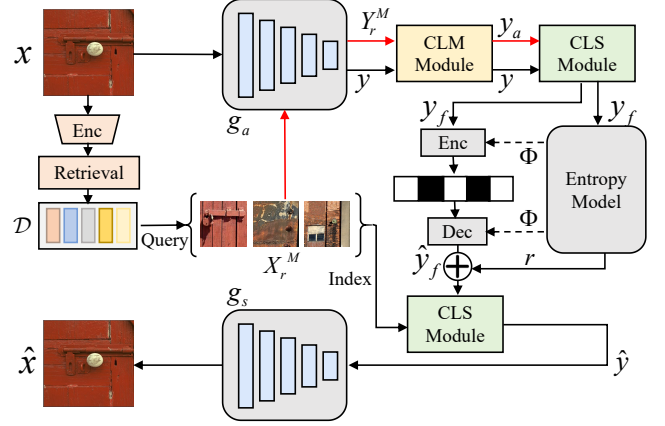 x
g_a
Y_r^M
y
CLM
Module
y_a
y
CLS
Module
Enc
Retrieval
𝒟
Query
X_r^M
Index
y_f
y_f
Enc
Φ
Entropy
Model
Dec
Φ
ŷ_f
r
CLS
Module
g_s
x̂
ŷ